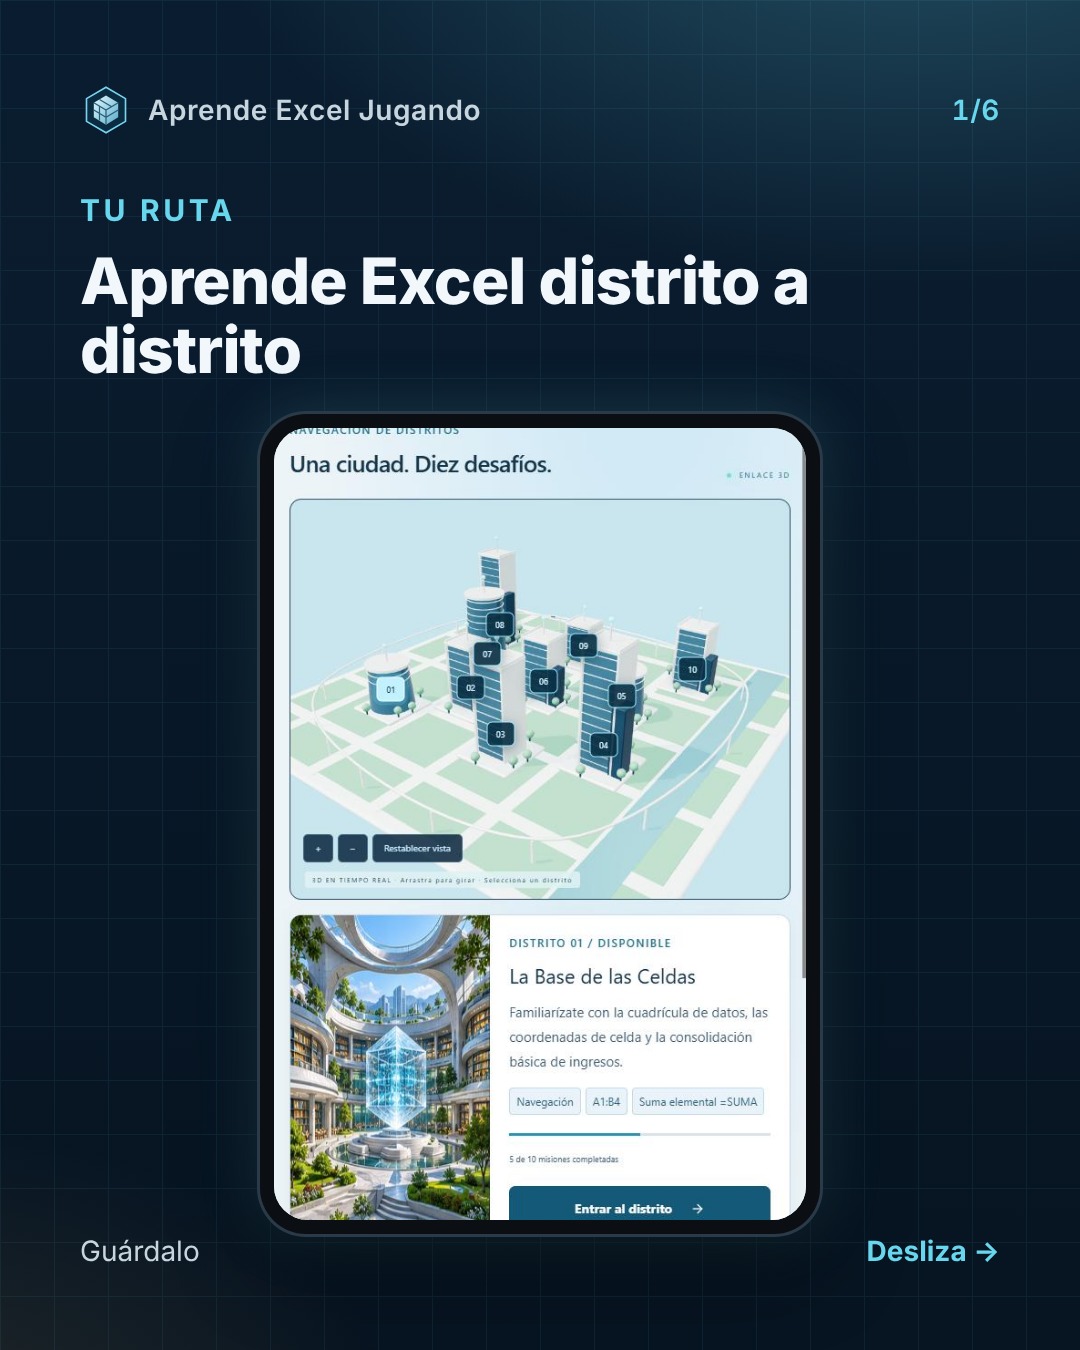 Aprende Excel Jugando
1/6
TU RUTA
Aprende Excel distrito a
distrito
NAVEGACIÓN DE DISTRITOS
Una ciudad. Diez desafíos.
ENLACE 3D
08
07
09
01
02
06
05
10
03
04
+
−
Restablecer vista
3D EN TIEMPO REAL · Arrastra para girar · Selecciona un distrito
DISTRITO 01 / DISPONIBLE
La Base de las Celdas
Familiarízate con la cuadrícula de datos, las
coordenadas de celda y la consolidación
básica de ingresos.
Navegación
A1:B4
Suma elemental =SUMA
5 de 10 misiones completadas
Entrar al distrito →
Guárdalo
Desliza →